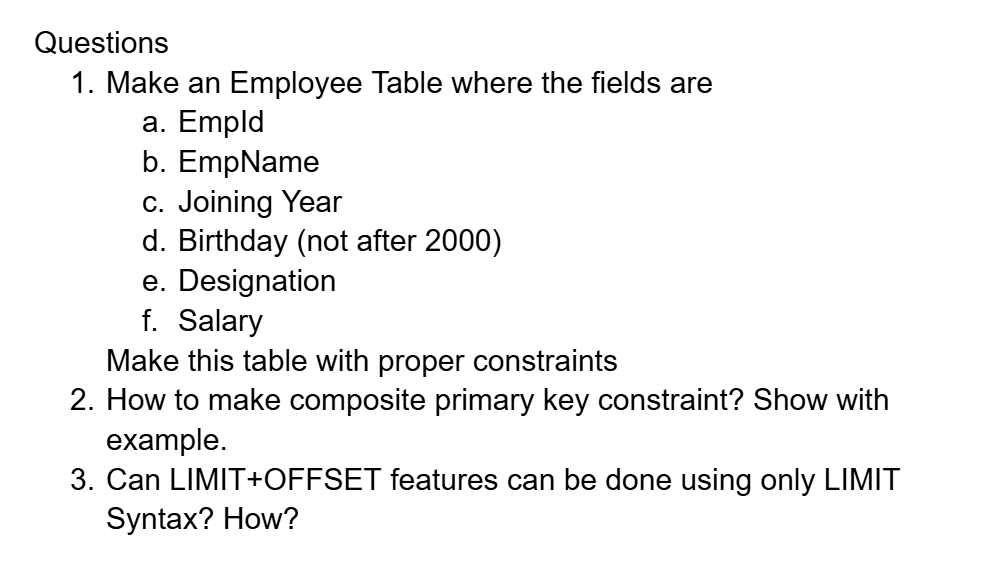 Questions
1. Make an Employee Table where the fields are
a. EmpId
b. EmpName
c. Joining Year
d. Birthday (not after 2000)
e. Designation
f. Salary
Make this table with proper constraints
2. How to make composite primary key constraint? Show with
example.
3. Can LIMIT+OFFSET features can be done using only LIMIT
Syntax? How?